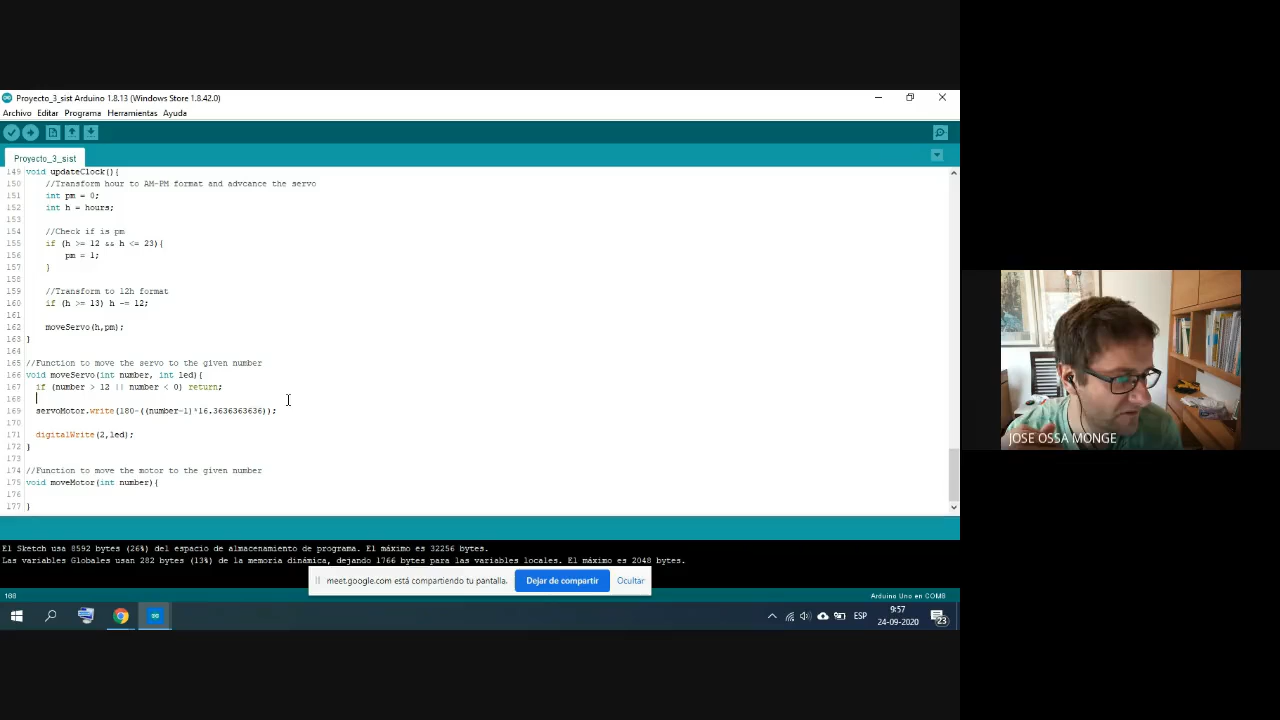 Proyecto_3_sist Arduino 1.8.13 (Windows Store 1.8.42.0)
Archivo Editar Programa Herramientas Ayuda
Proyecto_3_sist
149 void updateClock(){
150 //Transform hour to AM-PM format and advcance the servo
151 int pm = 0;
152 int h = hours;
153
154 //Check if is pm
155 if (h >= 12 && h <= 23){
156 pm = 1;
157 }
158
159 //Transform to 12h format
160 if (h >= 13) h -= 12;
161
162 moveServo(h,pm);
163 }
164
165 //Function to move the servo to the given number
166 void moveServo(int number, int led){
167 if (number > 12 || number < 0) return;
168
169 servoMotor.write(180-((number-1)*16.3636363636));
170
171 digitalWrite(2,led);
172 }
173
174 //Function to move the motor to the given number
175 void moveMotor(int number){
176
177 }
JOSE OSSA MONGE
El Sketch usa 8592 bytes (26%) del espacio de almacenamiento de programa. El máximo es 32256 bytes.
Las variables Globales usan 282 bytes (13%) de la memoria dinámica, dejando 1766 bytes para las variables locales. El máximo es 2048 bytes.
meet.google.com está compartiendo tu pantalla. Dejar de compartir Ocultar
168 Arduino Uno en COM8
ESP 9:57
24-09-2020 23